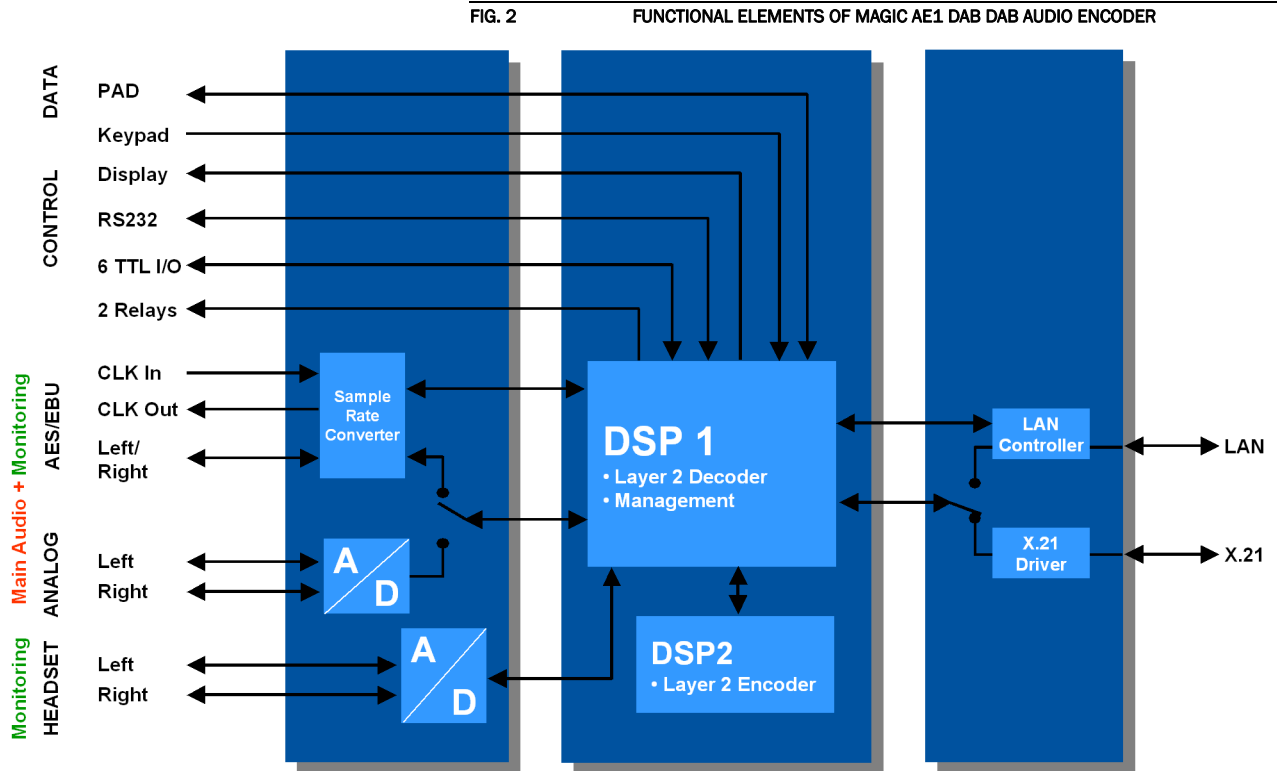 FIG. 2 FUNCTIONAL ELEMENTS OF MAGIC AE1 DAB DAB AUDIO ENCODER
DATA
PAD
CONTROL
Keypad
Display
RS232
6 TTL I/O
2 Relays
Main Audio + Monitoring
AES/EBU
CLK In
CLK Out
Left/
Right
ANALOG
Left
Right
Monitoring
HEADSET
Left
Right
Sample
Rate
Converter
A
D
A
D
DSP 1
• Layer 2 Decoder
• Management
DSP2
• Layer 2 Encoder
LAN
Controller
X.21
Driver
LAN
X.21